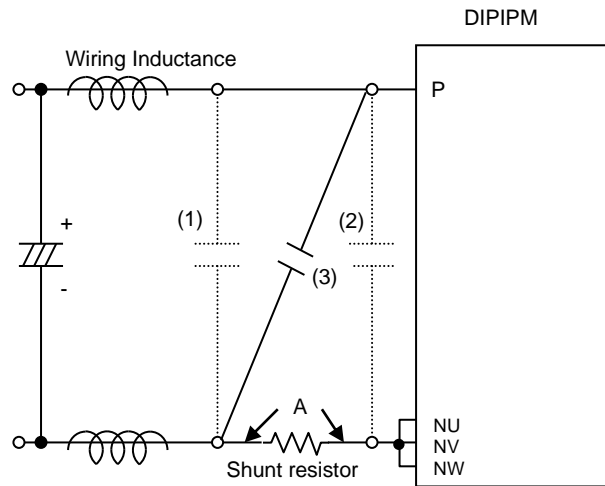 DIPIPM
Wiring Inductance
P
(1)
(2)
+
(3)
-
A
NU
NV
Shunt resistor
NW